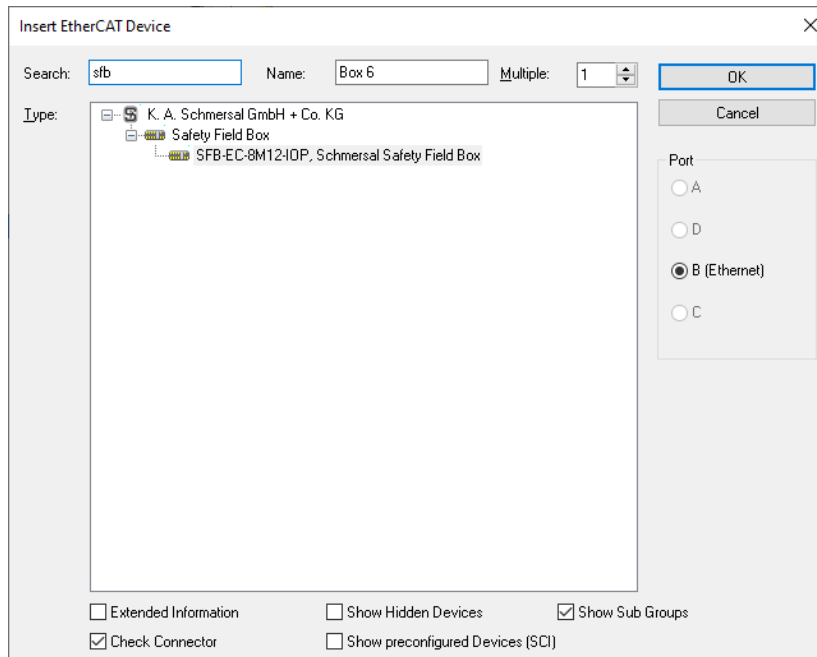 Insert EtherCAT Device
Search: sfb Name: Box 6 Multiple: 1 OK
Type: K. A. Schmersal GmbH + Co. KG Cancel
Safety Field Box
SFB-EC-8M12-IOP, Schmersal Safety Field Box
Port
A
D
B (Ethernet)
C
Extended Information Show Hidden Devices Show Sub Groups
Check Connector Show preconfigured Devices (SCI)